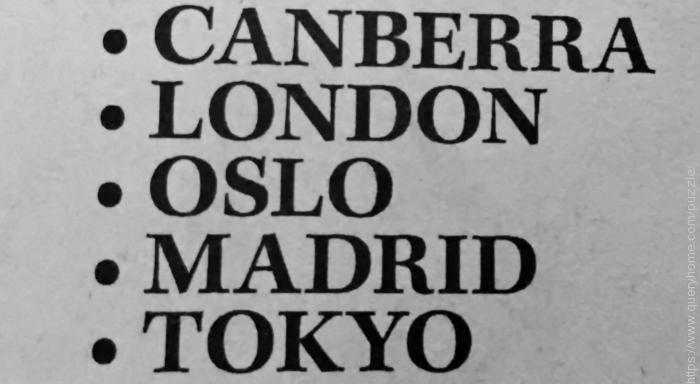 • CANBERRA
• LONDON
• OSLO
• MADRID
• TOKYO
https://www.queryhome.com/puzzle/